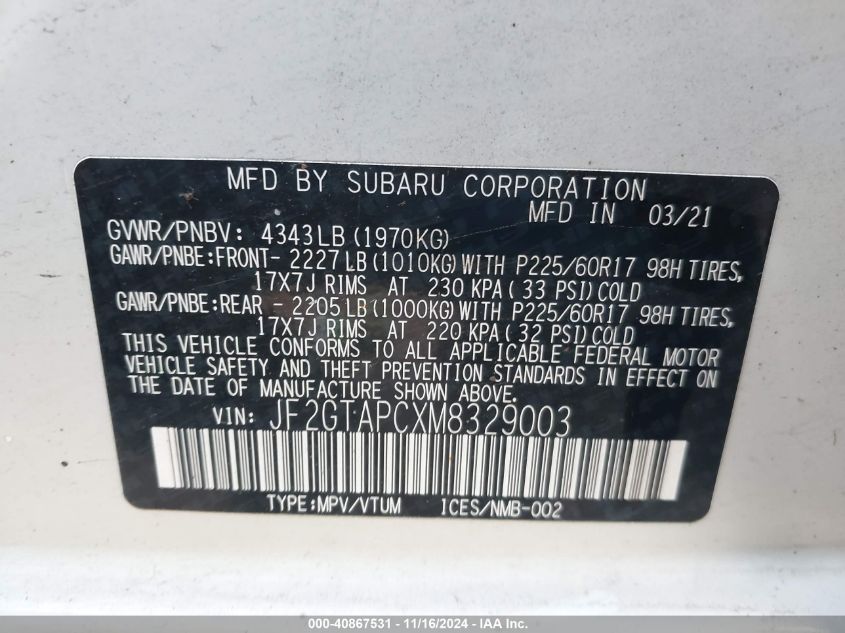 MFD BY SUBARU CORPORATION
MFD IN 03/21
GVWR/PNBV: 4343LB (1970KG)
GAWR/PNBE:FRONT- 2227LB (1010KG) WITH P225/60R17 98H TIRES,
17X7J RIMS AT 230 KPA ( 33 PSI) COLD
GAWR/PNBE:REAR - 2205LB (1000KG) WITH P225/60R17 98H TIRES,
17X7J RIMS AT 220 KPA ( 32 PSI) COLD
THIS VEHICLE CONFORMS TO ALL APPLICABLE FEDERAL MOTOR
VEHICLE SAFETY AND THEFT PREVENTION STANDARDS IN EFFECT ON
THE DATE OF MANUFACTURE SHOWN ABOVE.
VIN: JF2GTAPCXM8329003
TYPE:MPV/VTUM ICES/NMB-002
000-40867531 - 11/16/2024 - IAA Inc.